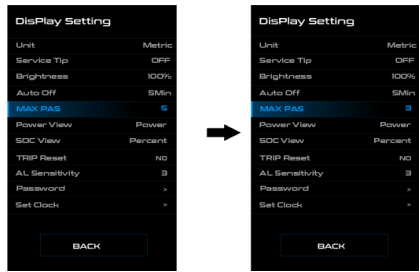 DisPlay Setting
Unit Metric
Service Tip OFF
Brightness 100%
Auto Off 5Min
MAX PAS 5
Power View Power
SOC View Percent
TRIP Reset NO
AL Sensitivity 3
Password >
Set Clock >
BACK
DisPlay Setting
Unit Metric
Service Tip OFF
Brightness 100%
Auto Off 5Min
MAX PAS 3
Power View Power
SOC View Percent
TRIP Reset NO
AL Sensitivity 3
Password >
Set Clock >
BACK